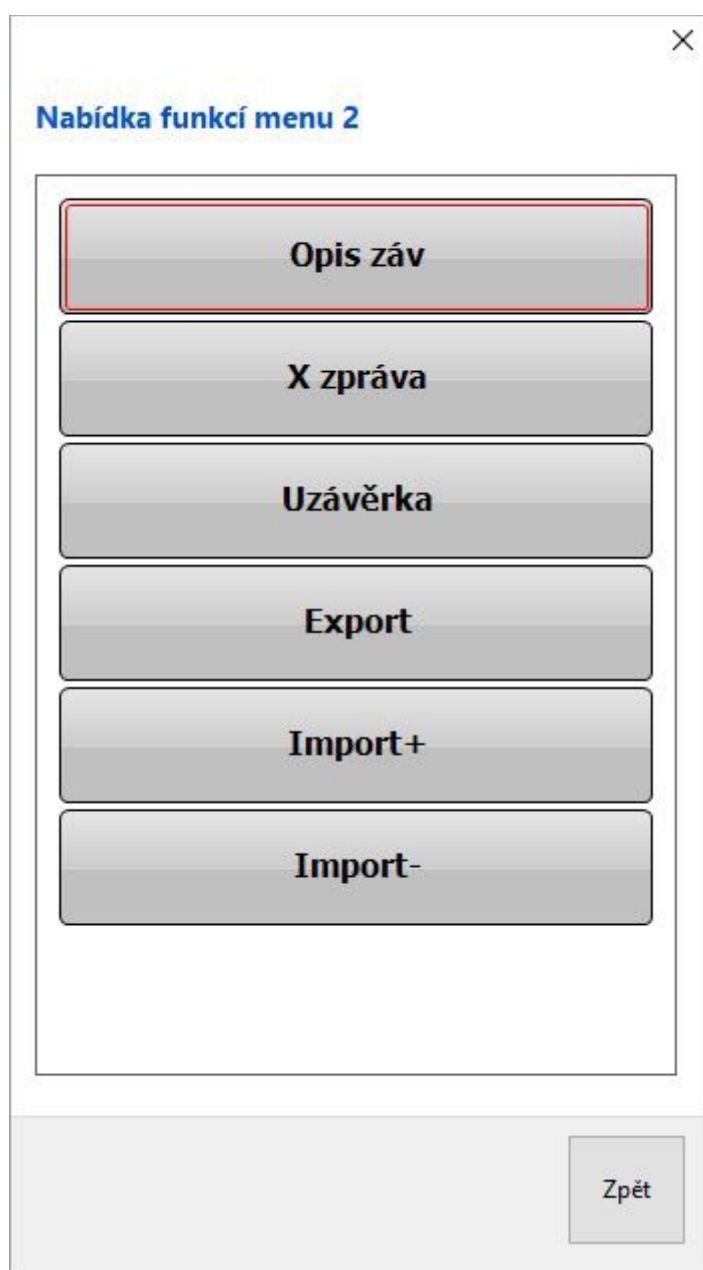 Nabídka funkcí menu 2
Opis záv
X zpráva
Uzávěrka
Export
Import+
Import-
Zpět